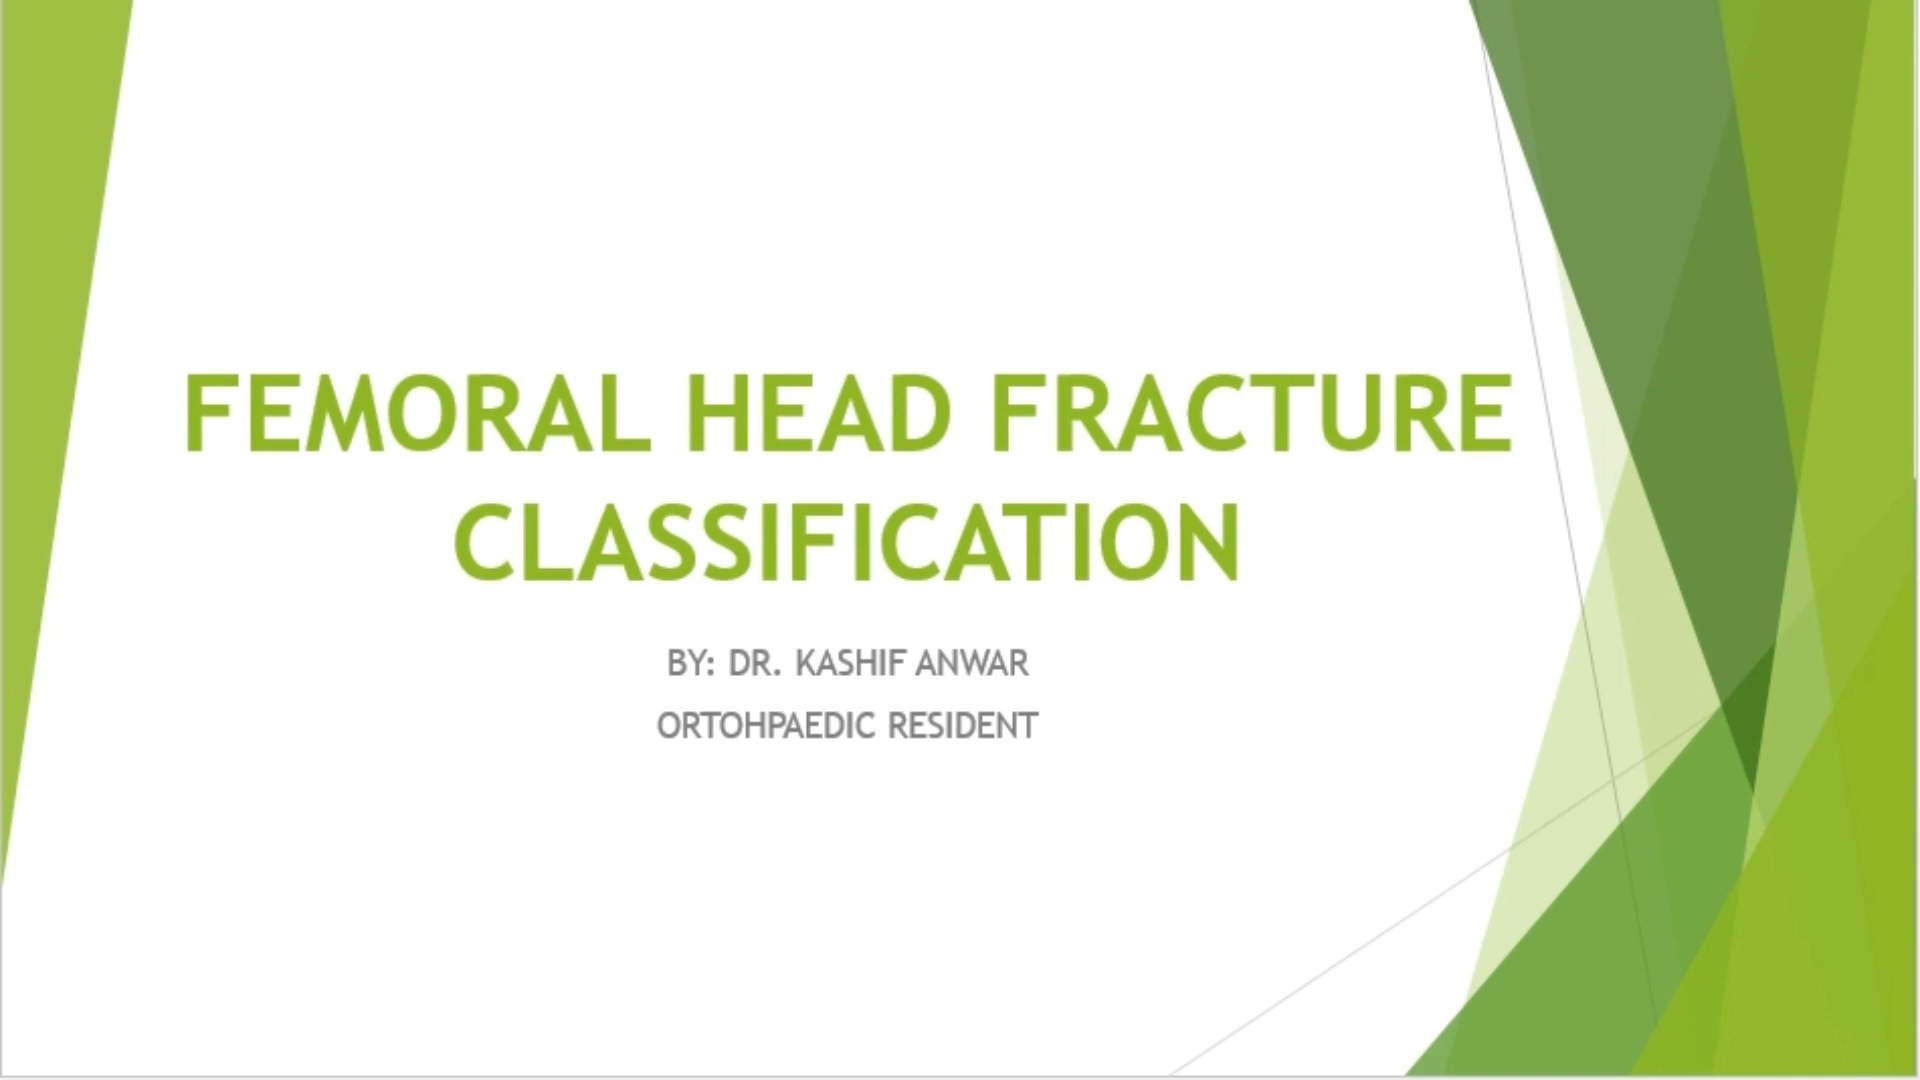 FEMORAL HEAD FRACTURE
CLASSIFICATION
BY: DR. KASHIF ANWAR
ORTOHPAEDIC RESIDENT